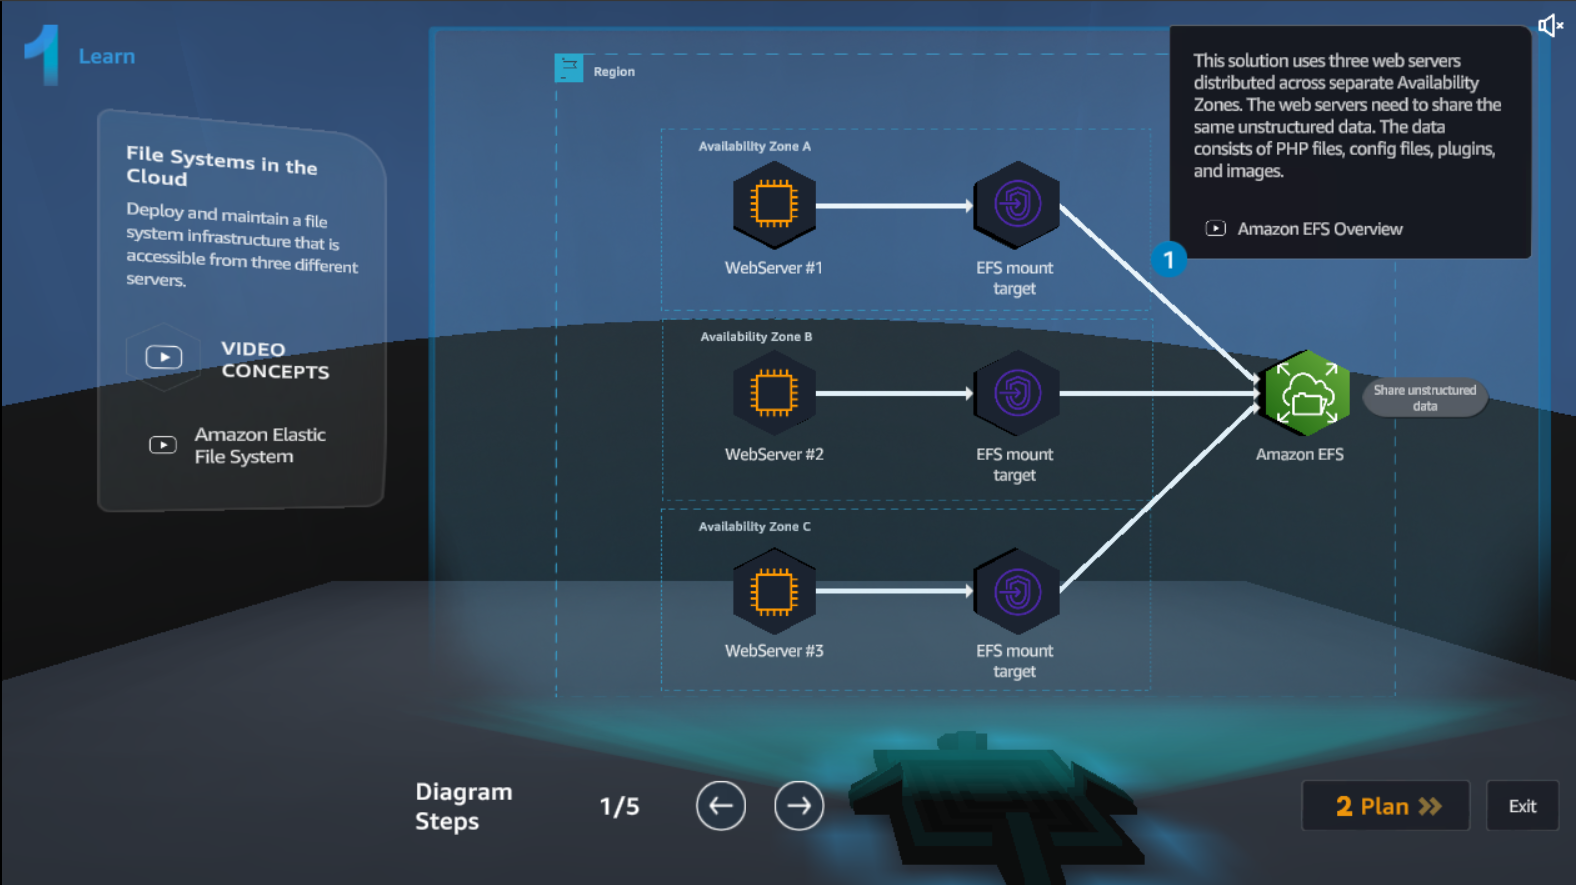 1 Learn
File Systems in the
Cloud
Deploy and maintain a file
system infrastructure that is
accessible from three different
servers.
VIDEO
CONCEPTS
Amazon Elastic
File System
Region
Availability Zone A
WebServer #1
EFS mount
target
Availability Zone B
WebServer #2
EFS mount
target
Availability Zone C
WebServer #3
EFS mount
target
This solution uses three web servers
distributed across separate Availability
Zones. The web servers need to share the
same unstructured data. The data
consists of PHP files, config files, plugins,
and images.
Amazon EFS Overview
1
Amazon EFS
Share unstructured
data
Diagram
Steps
1/5
2 Plan
Exit